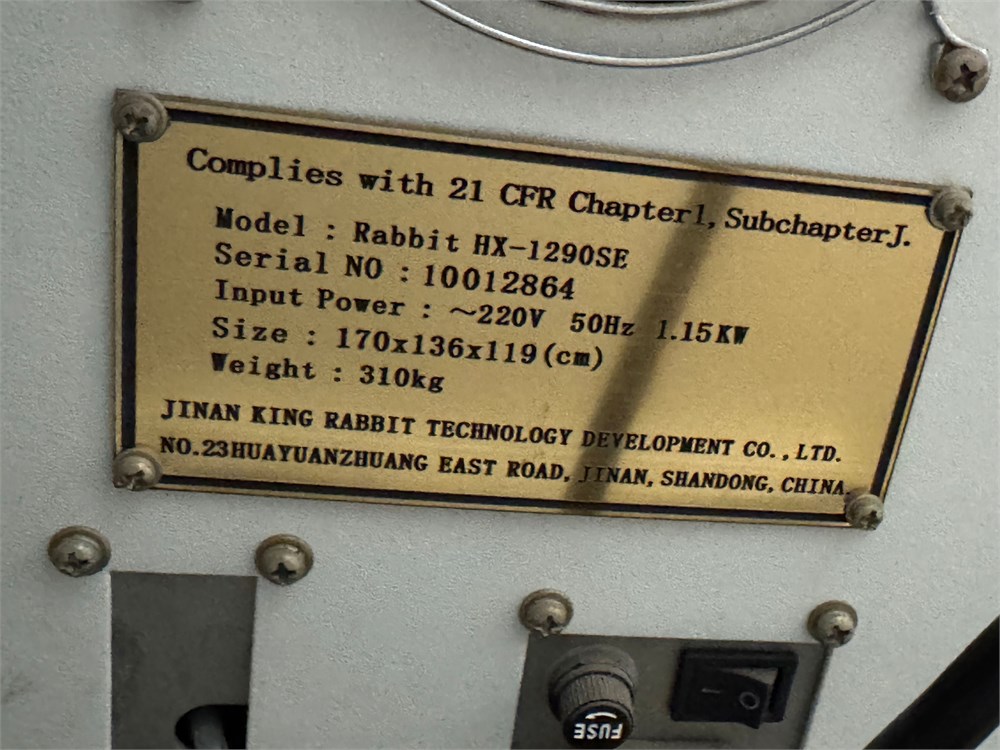 Complies with 21 CFR Chapter1, SubchapterJ.
Model : Rabbit HX-1290SE
Serial NO : 10012864
Input Power : ～220V 50Hz 1.15KW
Size : 170x136x119(cm)
Weight : 310kg
JINAN KING RABBIT TECHNOLOGY DEVELOPMENT CO.,LTD.
NO.23HUAYUANZHUANG EAST ROAD, JINAN, SHANDONG, CHINA.
FUSE